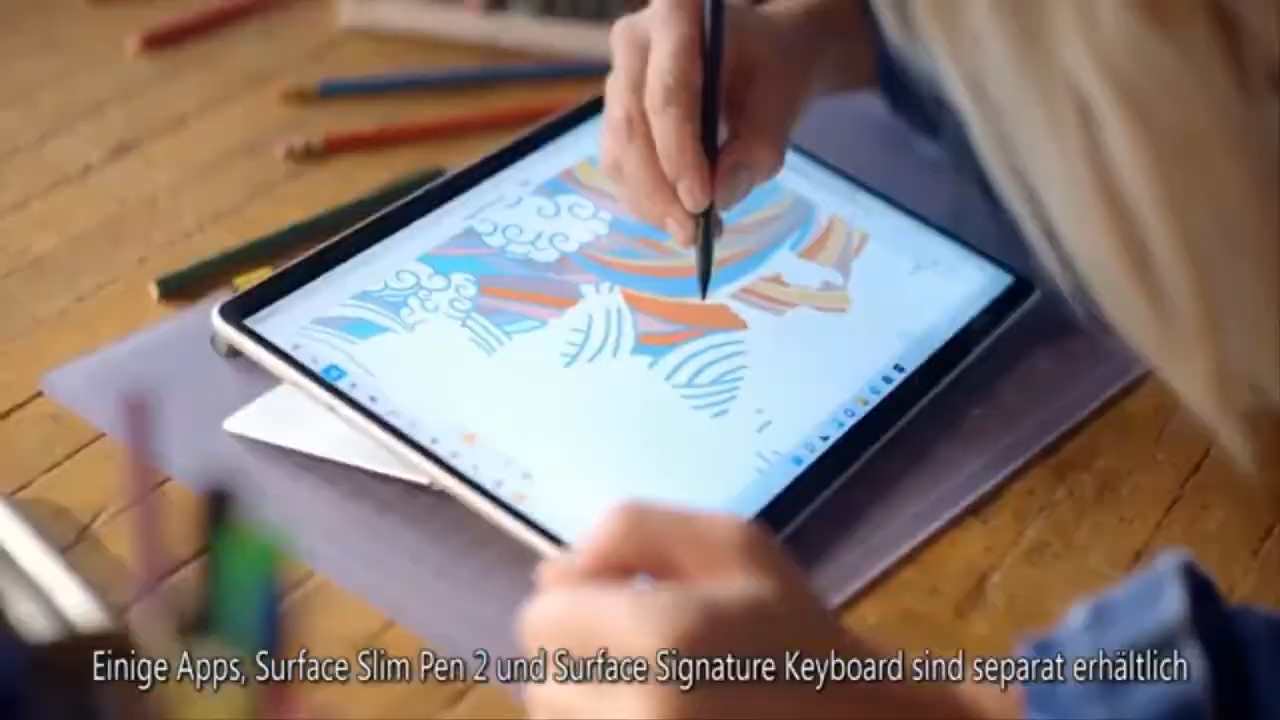 Einige Apps, Surface Slim Pen 2 und Surface Signature Keyboard sind separat erhältlich